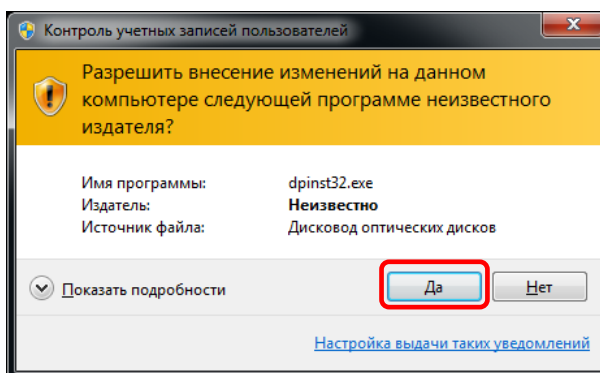 Контроль учетных записей пользователей
Разрешить внесение изменений на данном
компьютере следующей программе неизвестного
издателя?
Имя программы: dpinst32.exe
Издатель: Неизвестно
Источник файла: Дисковод оптических дисков
Показать подробности Да Нет
Настройка выдачи таких уведомлений